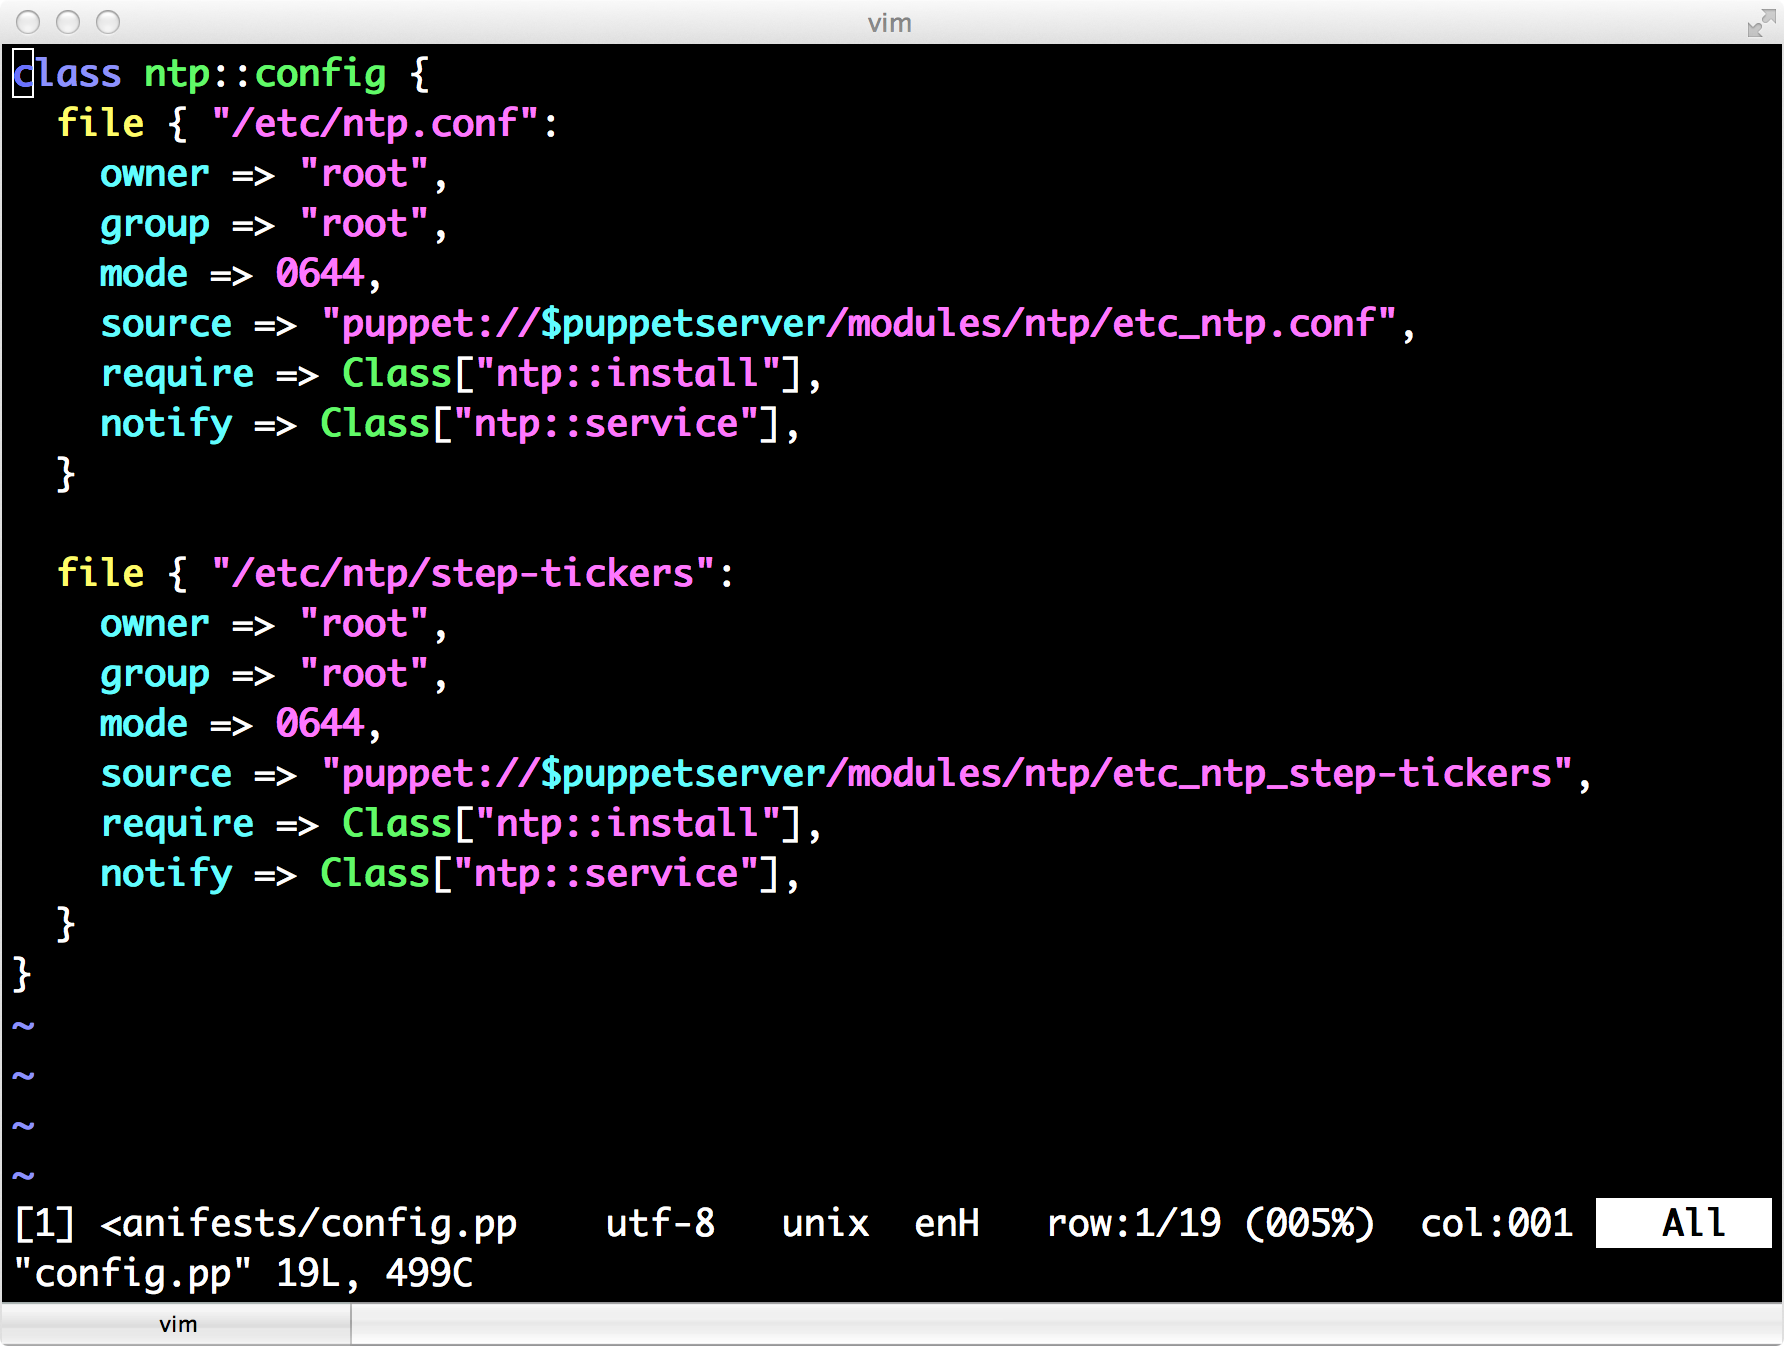 vim
class ntp::config {
  file { "/etc/ntp.conf":
    owner => "root",
    group => "root",
    mode => 0644,
    source => "puppet://$puppetserver/modules/ntp/etc_ntp.conf",
    require => Class["ntp::install"],
    notify => Class["ntp::service"],
  }

  file { "/etc/ntp/step-tickers":
    owner => "root",
    group => "root",
    mode => 0644,
    source => "puppet://$puppetserver/modules/ntp/etc_ntp_step-tickers",
    require => Class["ntp::install"],
    notify => Class["ntp::service"],
  }
}
~
~
~
~
[1] <anifests/config.pp    utf-8   unix  enH   row:1/19 (005%)  col:001    All
"config.pp" 19L, 499C
vim